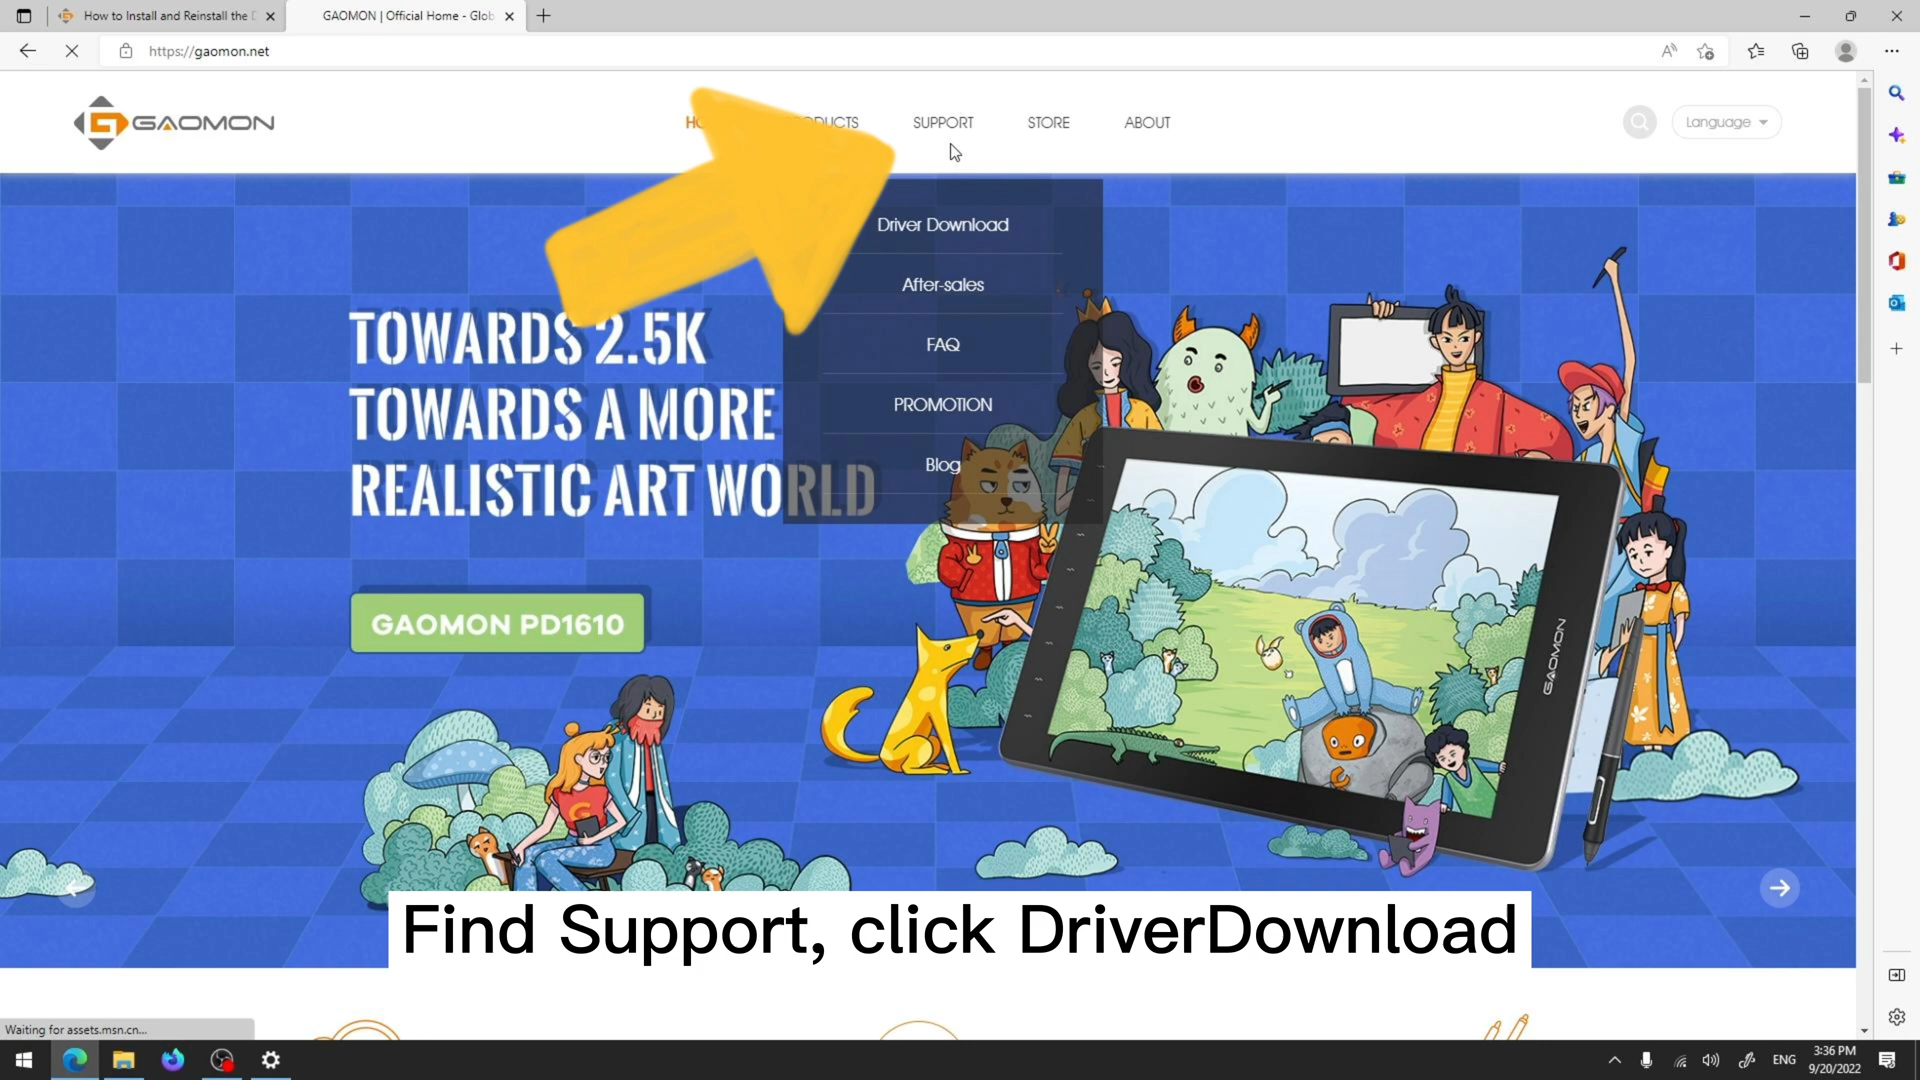 How to Install and Reinstall the D
GAOMON | Official Home - Glob
https://gaomon.net
GAOMON
SUPPORT
STORE
ABOUT
Language
Driver Download
After-sales
FAQ
PROMOTION
Blog
TOWARDS 2.5K
TOWARDS A MORE
REALISTIC ART WORLD
GAOMON PD1610
GAOMON
Find Support, click DriverDownload
Waiting for assets.msn.cn...
ENG
3:36 PM
9/20/2022